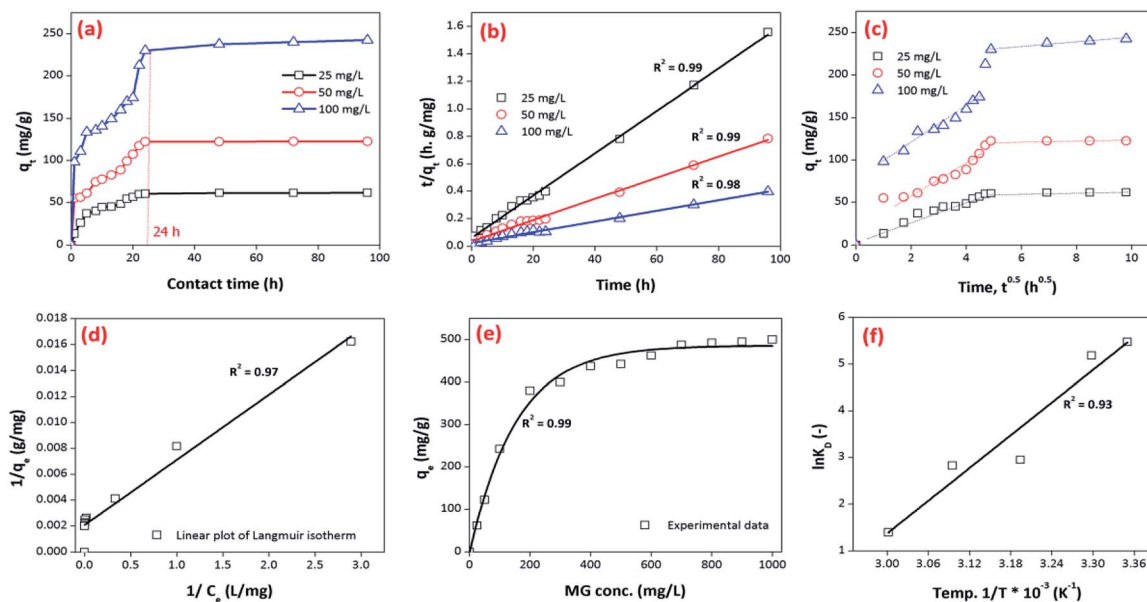 (a)
250
200
150
100
50
0
q_t (mg/g)
25 mg/L
50 mg/L
100 mg/L
24 h
0 20 40 60 80 100
Contact time (h)
(b)
1.6
1.4
1.2
1.0
0.8
0.6
0.4
0.2
0.0
t/q_t (h. g/mg)
R² = 0.99
25 mg/L
50 mg/L
100 mg/L
R² = 0.99
R² = 0.98
0 20 40 60 80 100
Time (h)
(c)
250
200
150
100
50
0
q_t (mg/g)
25 mg/L
50 mg/L
100 mg/L
0 2 4 6 8 10
Time, t^0.5 (h^0.5)
(d)
0.018
0.016
0.014
0.012
0.010
0.008
0.006
0.004
0.002
0.000
1/q_e (g/mg)
R² = 0.97
Linear plot of Langmuir isotherm
0.0 0.5 1.0 1.5 2.0 2.5 3.0
1/ C_e (L/mg)
(e)
500
400
300
200
100
0
q_e (mg/g)
R² = 0.99
Experimental data
0 200 400 600 800 1000
MG conc. (mg/L)
(f)
6
5
4
3
2
1
lnK_D (-)
R² = 0.93
3.00 3.06 3.12 3.18 3.24 3.30 3.36
Temp. 1/T * 10⁻³ (K⁻¹)